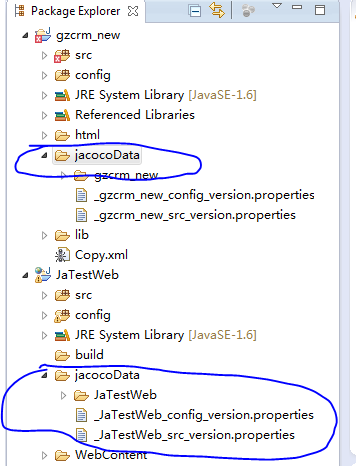 Package Explorer
gzcrm_new
src
config
JRE System Library [JavaSE-1.6]
Referenced Libraries
html
jacocoData
gzcrm_new
_gzcrm_new_config_version.properties
_gzcrm_new_src_version.properties
lib
Copy.xml
JaTestWeb
src
config
JRE System Library [JavaSE-1.6]
build
jacocoData
JaTestWeb
_JaTestWeb_config_version.properties
_JaTestWeb_src_version.properties
WebContent